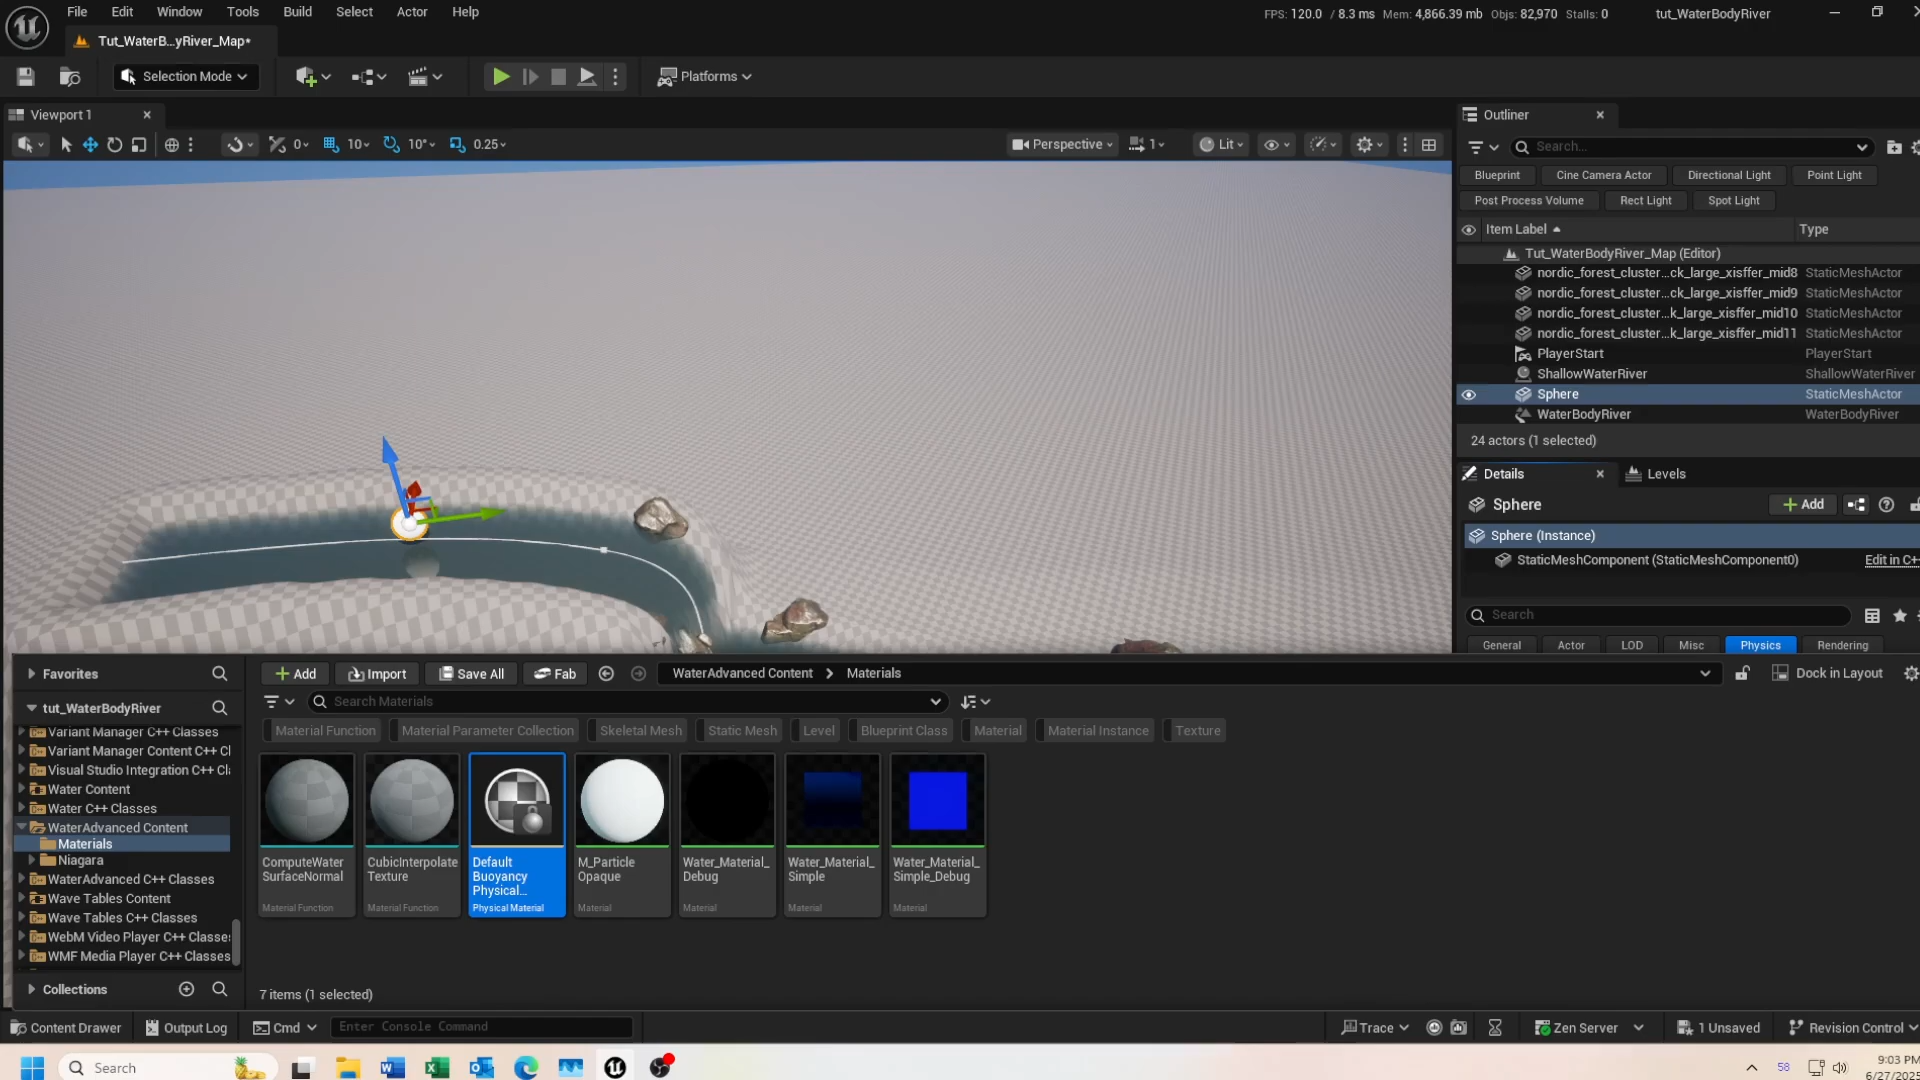 File Edit Window Tools Build Select Actor Help
FPS: 120.0 / 8.3 ms Mem: 4,866.39 mb Objs: 82,970 Stalls: 0 tut_WaterBodyRiver
Tut_WaterB...yRiver_Map*
Selection Mode
Platforms
Viewport 1
Outliner
0 10 10° 0.25
Perspective 1 Lit
Search...
Blueprint Cine Camera Actor Directional Light Point Light
Post Process Volume Rect Light Spot Light
Item Label Type
Tut_WaterBodyRiver_Map (Editor)
nordic_forest_cluster...ck_large_xisffer_mid8 StaticMeshActor
nordic_forest_cluster...ck_large_xisffer_mid9 StaticMeshActor
nordic_forest_cluster...k_large_xisffer_mid10 StaticMeshActor
nordic_forest_cluster...k_large_xisffer_mid11 StaticMeshActor
PlayerStart PlayerStart
ShallowWaterRiver ShallowWaterRiver
Sphere StaticMeshActor
WaterBodyRiver WaterBodyRiver
24 actors (1 selected)
Details Levels
Sphere Add
Sphere (Instance)
StaticMeshComponent (StaticMeshComponent0) Edit in C++
Search
General Actor LOD Misc Physics Rendering
Favorites
Add Import Save All Fab WaterAdvanced Content Materials Dock in Layout
tut_WaterBodyRiver
Search Materials
Material Function Material Parameter Collection Skeletal Mesh Static Mesh Level Blueprint Class Material Material Instance Texture
Variant Manager C++ Classes
Variant Manager Content C++ Cl
Visual Studio Integration C++ Cl
Water Content
Water C++ Classes
WaterAdvanced Content
Materials
Niagara
WaterAdvanced C++ Classes
Wave Tables Content
Wave Tables C++ Classes
WebM Video Player C++ Classes
WMF Media Player C++ Classes
ComputeWater
SurfaceNormal
Material Function
CubicInterpolate
Texture
Material Function
Default
Buoyancy
Physical...
Physical Material
M_Particle
Opaque
Material
Water_Material_
Debug
Material
Water_Material_
Simple
Material
Water_Material_
Simple_Debug
Material
Collections
7 items (1 selected)
Content Drawer Output Log Cmd Enter Console Command
Trace Zen Server 1 Unsaved Revision Control
Search
58
9:03 PM
6/27/2025